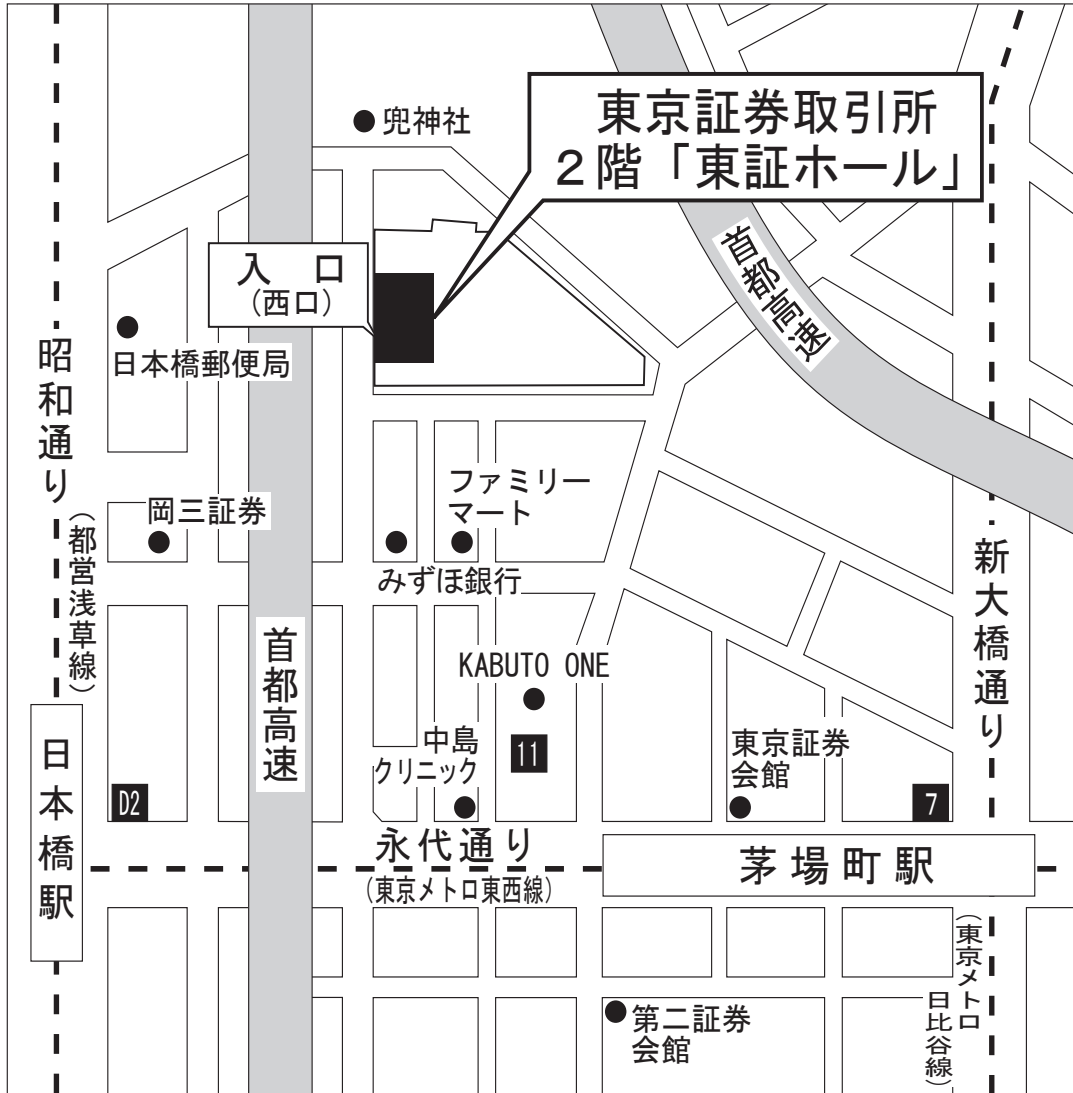 兜神社
東京証券取引所
２階「東証ホール」
入　口
（西口）
首都高速
日本橋郵便局
昭和通り
（都営浅草線）
岡三証券
ファミリー
マート
みずほ銀行
新大橋通り
首都高速
KABUTO ONE
11
中島
クリニック
東京証券
会館
7
D2
日本橋駅
永代通り
（東京メトロ東西線）
茅場町駅
（東京メトロ
日比谷線）
第二証券
会館